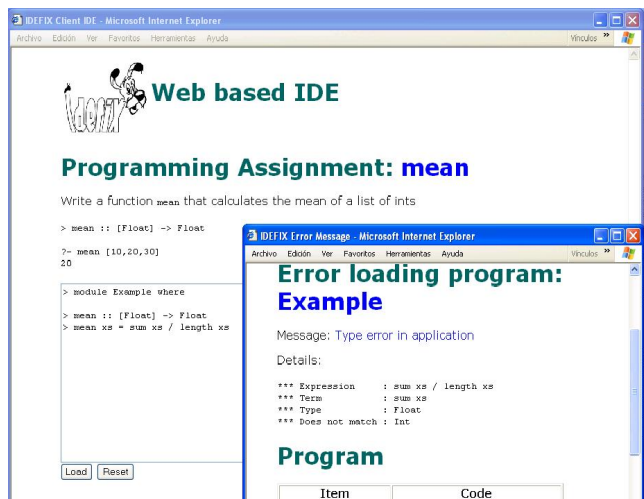 IDEFIX Client IDE - Microsoft Internet Explorer
Archivo Edición Ver Favoritos Herramientas Ayuda Vínculos »
Idefix Web based IDE
Programming Assignment: mean
Write a function mean that calculates the mean of a list of ints
> mean :: [Float] -> Float
?- mean [10,20,30]
20
> module Example where
> mean :: [Float] -> Float
> mean xs = sum xs / length xs
Load Reset
IDEFIX Error Message - Microsoft Internet Explorer
Archivo Edición Ver Favoritos Herramientas Ayuda Vínculos »
Error loading program:
Example
Message: Type error in application
Details:
*** Expression : sum xs / length xs
*** Term : sum xs
*** Type : Float
*** Does not match : Int
Program
Item Code